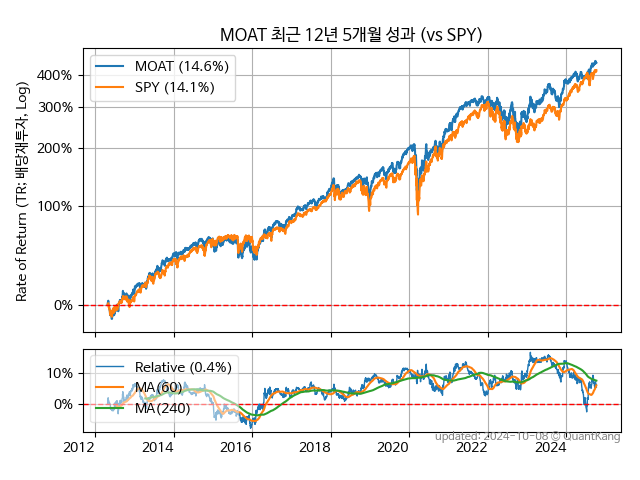 MOAT 최근 12년 5개월 성과 (vs SPY)
MOAT (14.6%)
SPY (14.1%)
Rate of Return (TR; 배당재투자, Log)
400%
300%
200%
100%
0%
Relative (0.4%)
MA(60)
MA(240)
10%
0%
updated: 2024-10-08 © QuantKang
2012
2014
2016
2018
2020
2022
2024